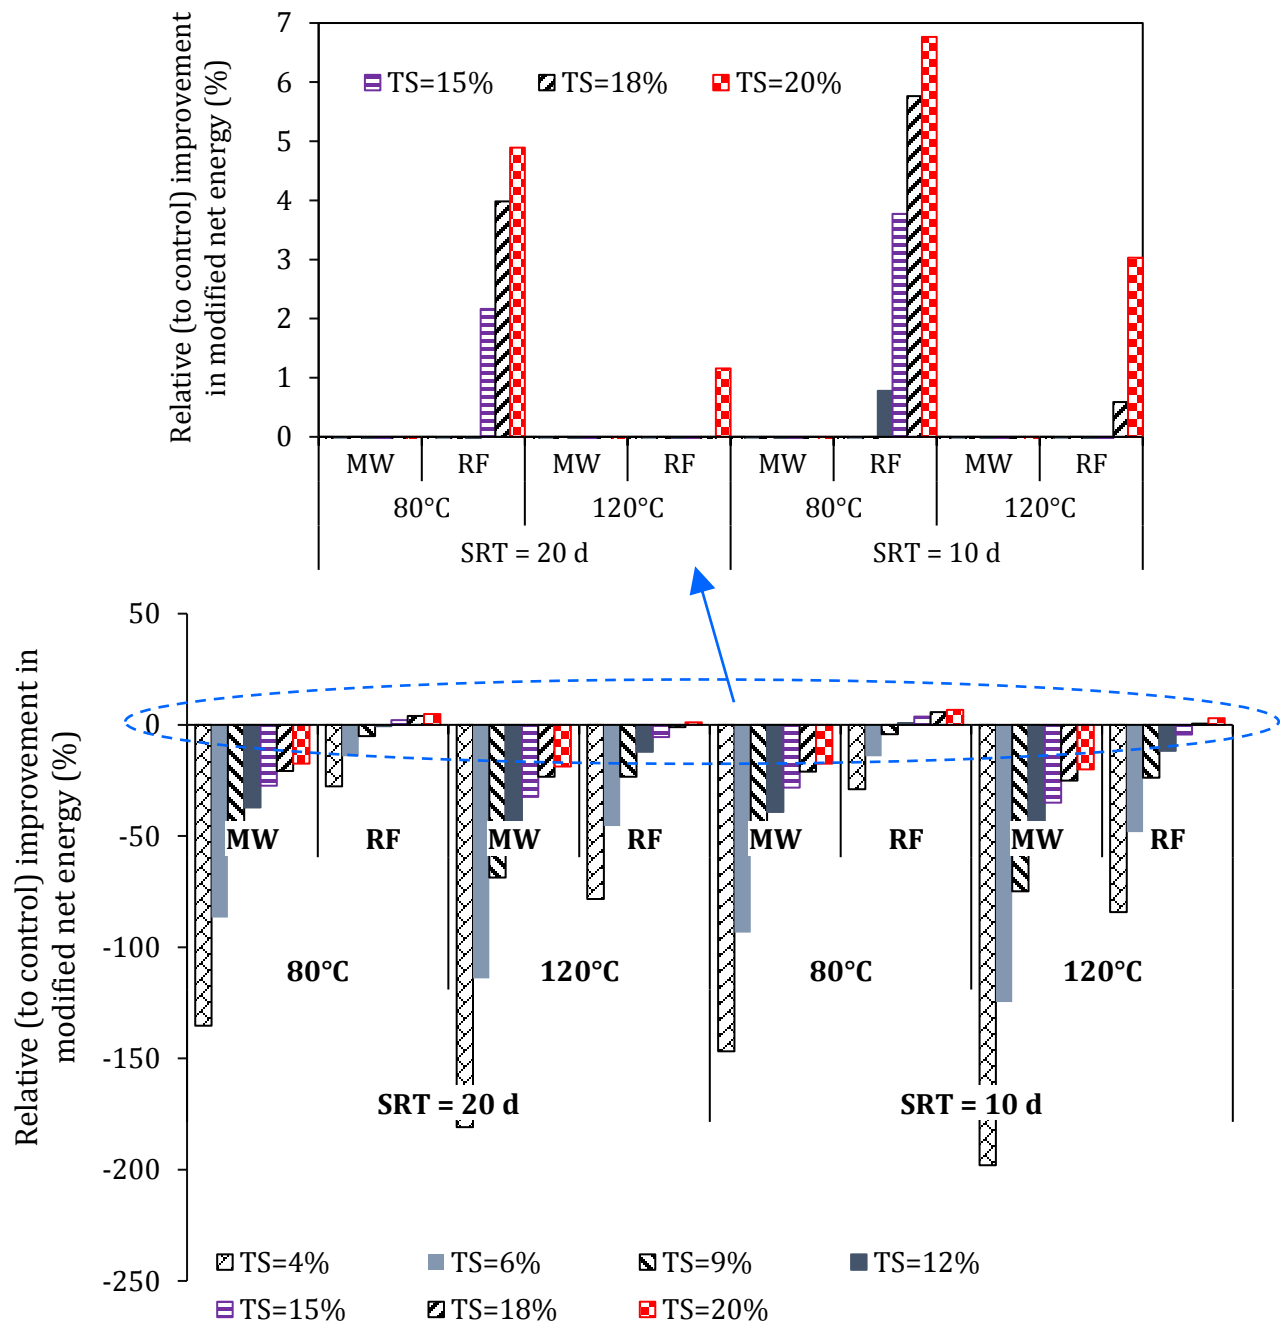 Relative (to control) improvement
in modified net energy (%)
7
6
5
4
3
2
1
0
TS=15% TS=18% TS=20%
MW RF MW RF MW RF MW RF
80°C 120°C 80°C 120°C
SRT = 20 d SRT = 10 d
Relative (to control) improvement in
modified net energy (%)
50
0
-50
-100
-150
-200
-250
MW RF MW RF MW RF MW RF
80°C 120°C 80°C 120°C
SRT = 20 d SRT = 10 d
TS=4% TS=6% TS=9% TS=12%
TS=15% TS=18% TS=20%